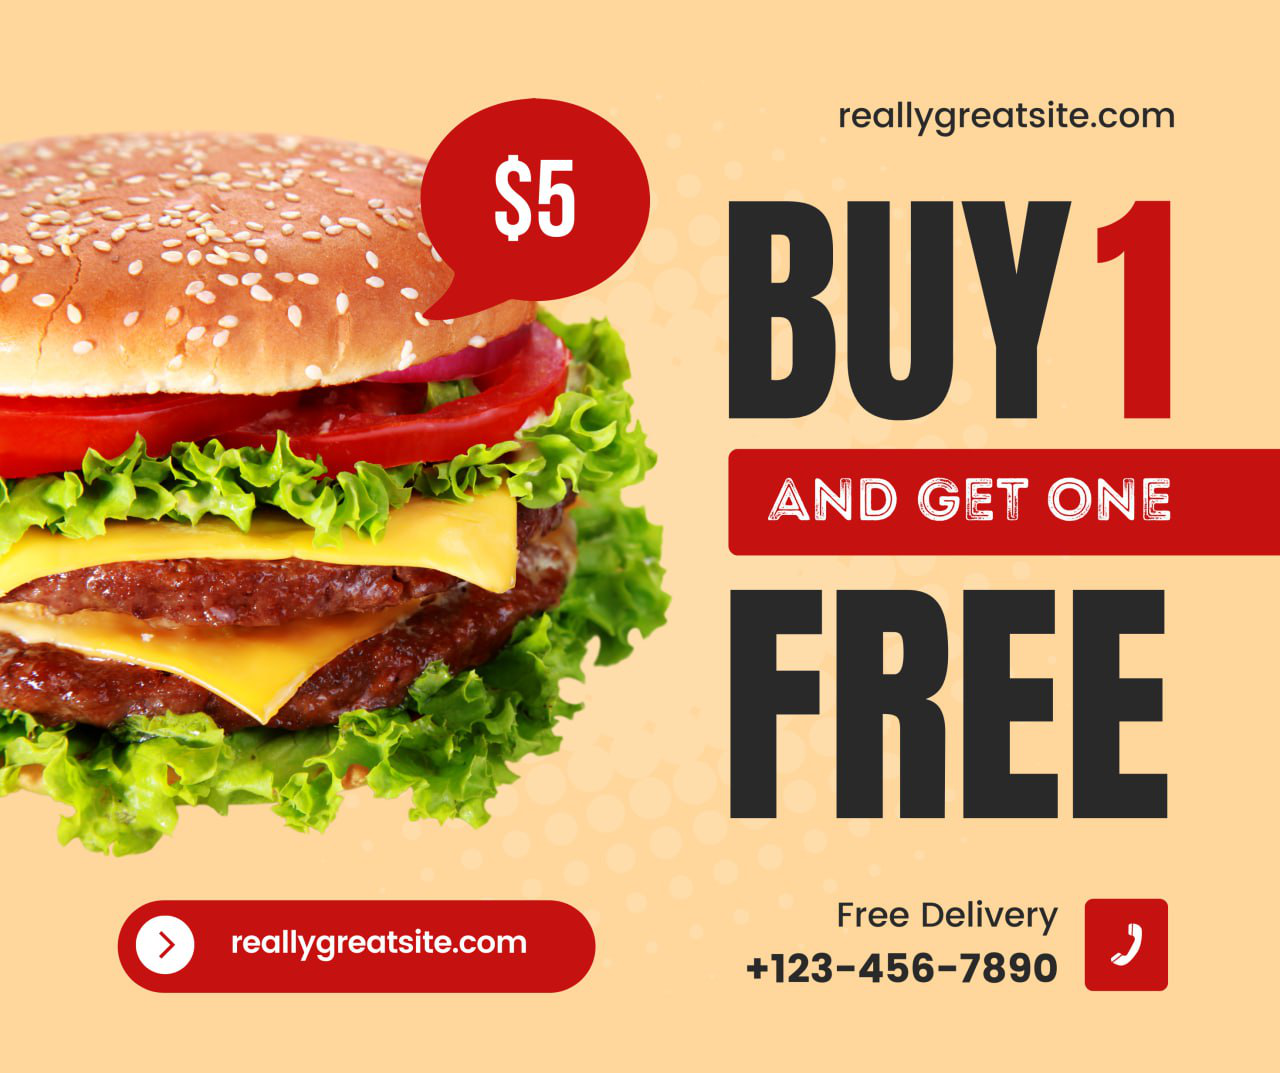 reallygreatsite.com
$5
BUY 1
AND GET ONE
FREE
reallygreatsite.com
Free Delivery
+123-456-7890